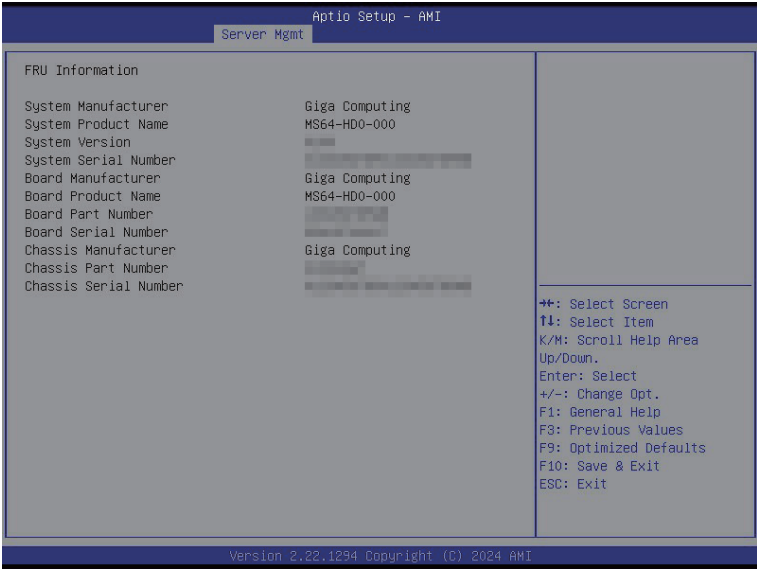 Aptio Setup – AMI
Server Mgmt
FRU Information
System Manufacturer Giga Computing
System Product Name MS64-HD0-000
System Version
System Serial Number
Board Manufacturer Giga Computing
Board Product Name MS64-HD0-000
Board Part Number
Board Serial Number
Chassis Manufacturer Giga Computing
Chassis Part Number
Chassis Serial Number
→←: Select Screen
↑↓: Select Item
K/M: Scroll Help Area
Up/Down.
Enter: Select
+/-: Change Opt.
F1: General Help
F3: Previous Values
F9: Optimized Defaults
F10: Save & Exit
ESC: Exit
Version 2.22.1294 Copyright (C) 2024 AMI